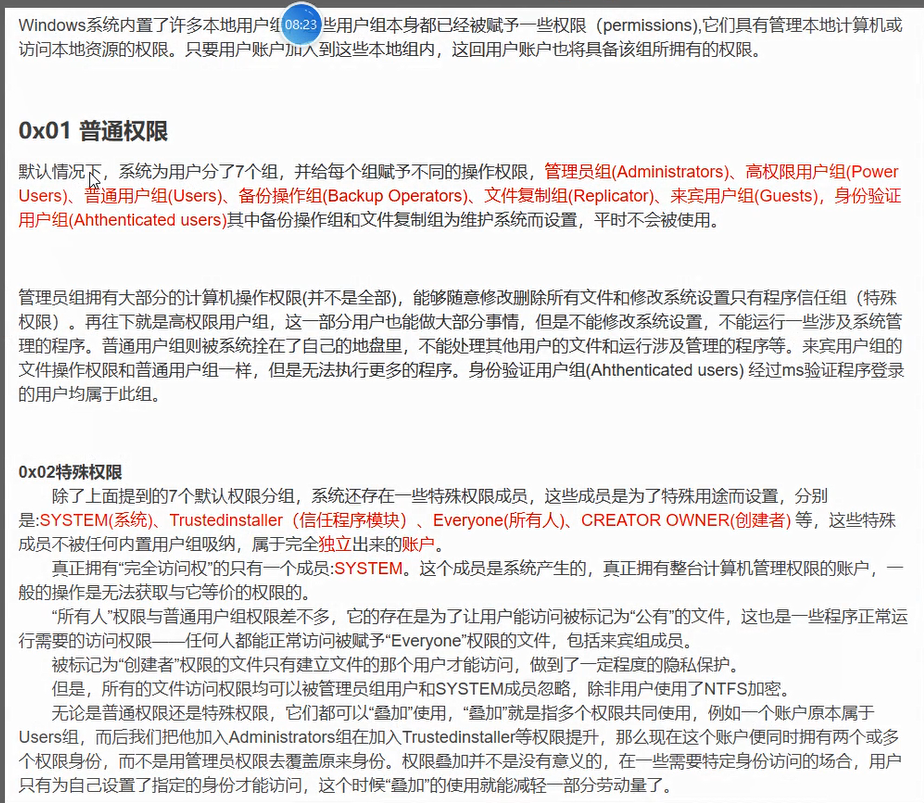 Windows系统内置了许多本地用户组 些用户组本身都已经被赋予一些权限（permissions),它们具有管理本地计算机或
08:23
访问本地资源的权限。只要用户账户加入到这些本地组内，这回用户账户也将具备该组所拥有的权限。
0x01 普通权限
默认情况下，系统为用户分了7个组，并给每个组赋予不同的操作权限，管理员组(Administrators)、高权限用户组(Power
Users)、普通用户组(Users)、备份操作组(Backup Operators)、文件复制组(Replicator)、来宾用户组(Guests)，身份验证
用户组(Ahthenticated users)其中备份操作组和文件复制组为维护系统而设置，平时不会被使用。
管理员组拥有大部分的计算机操作权限(并不是全部)，能够随意修改删除所有文件和修改系统设置只有程序信任组（特殊
权限）。再往下就是高权限用户组，这一部分用户也能做大部分事情，但是不能修改系统设置，不能运行一些涉及系统管
理的程序。普通用户组则被系统拴在了自己的地盘里，不能处理其他用户的文件和运行涉及管理的程序等。来宾用户组的
文件操作权限和普通用户组一样，但是无法执行更多的程序。身份验证用户组(Ahthenticated users) 经过ms验证程序登录
的用户均属于此组。
0x02特殊权限
除了上面提到的7个默认权限分组，系统还存在一些特殊权限成员，这些成员是为了特殊用途而设置，分别
是:SYSTEM(系统)、Trustedinstaller（信任程序模块）、Everyone(所有人)、CREATOR OWNER(创建者) 等，这些特殊
成员不被任何内置用户组吸纳，属于完全独立出来的账户。
真正拥有“完全访问权”的只有一个成员:SYSTEM。这个成员是系统产生的，真正拥有整台计算机管理权限的账户，一
般的操作是无法获取与它等价的权限的。
“所有人”权限与普通用户组权限差不多，它的存在是为了让用户能访问被标记为“公有”的文件，这也是一些程序正常运
行需要的访问权限——任何人都能正常访问被赋予“Everyone”权限的文件，包括来宾组成员。
被标记为“创建者”权限的文件只有建立文件的那个用户才能访问，做到了一定程度的隐私保护。
但是，所有的文件访问权限均可以被管理员组用户和SYSTEM成员忽略，除非用户使用了NTFS加密。
无论是普通权限还是特殊权限，它们都可以“叠加”使用，“叠加”就是指多个权限共同使用，例如一个账户原本属于
Users组，而后我们把他加入Administrators组在加入Trustedinstaller等权限提升，那么现在这个账户便同时拥有两个或多
个权限身份，而不是用管理员权限去覆盖原来身份。权限叠加并不是没有意义的，在一些需要特定身份访问的场合，用户
只有为自己设置了指定的身份才能访问，这个时候“叠加”的使用就能减轻一部分劳动量了。